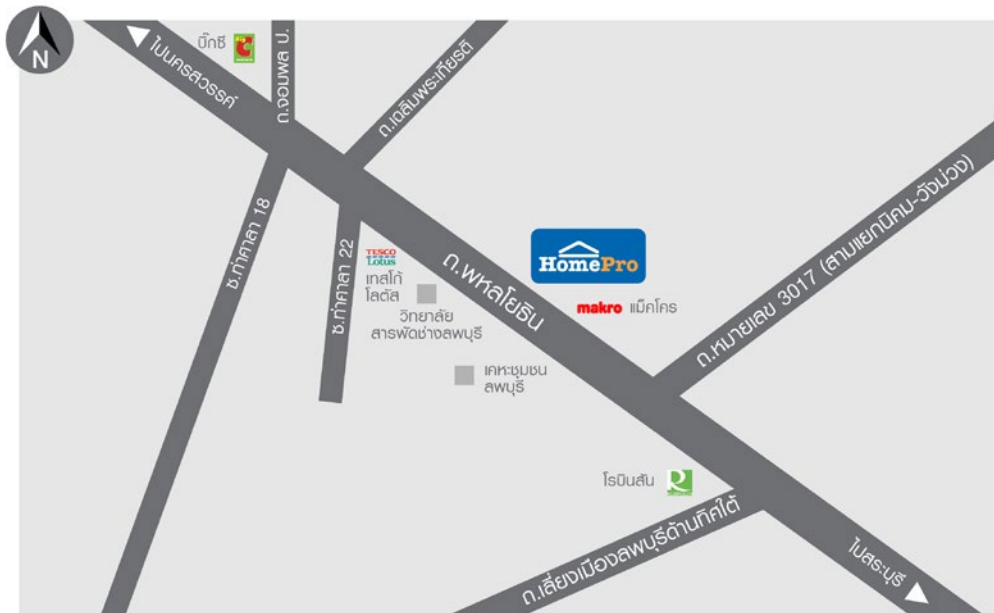 N
ไปนครสวรรค์
บิ๊กซี
Big
C
ถ.จอมพล ป.
ถ.เฉลิมพระเกียรติ
ซ.ท่าศาลา 18
ซ.ท่าศาลา 22
TESCO
Lotus
เทสโก้
โลตัส
วิทยาลัย
สารพัดช่างลพบุรี
ถ.พหลโยธิน
HomePro
makro แม็คโคร
ถ.หมายเลข 3017 (สามแยกนิคม-วังม่วง)
เคหะชุมชน
ลพบุรี
โรบินสัน
R
ถ.เลี่ยงเมืองลพบุรีด้านทิศใต้
ไปสระบุรี